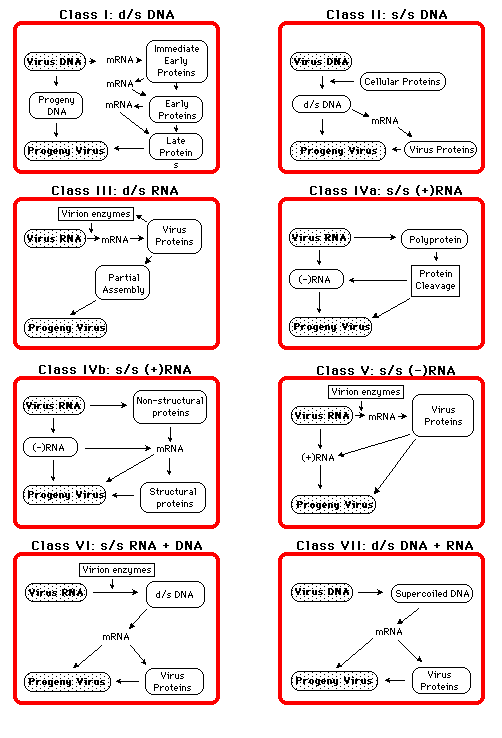 Class I: d/s DNA
Virus DNA
mRNA
Immediate
Early
Proteins
mRNA
Progeny
DNA
mRNA
Early
Proteins
Progeny Virus
Late
Protein
s
Class II: s/s DNA
Virus DNA
Cellular Proteins
d/s DNA
mRNA
Progeny Virus
Virus Proteins
Class III: d/s RNA
Virion enzymes
Virus RNA
mRNA
Virus
Proteins
Partial
Assembly
Progeny Virus
Class IVa: s/s (+)RNA
Virus RNA
Polyprotein
(-)RNA
Protein
Cleavage
Progeny Virus
Class IVb: s/s (+)RNA
Virus RNA
Non-structural
proteins
(-)RNA
mRNA
Progeny Virus
Structural
proteins
Class V: s/s (-)RNA
Virion enzymes
Virus RNA
mRNA
Virus
Proteins
(+)RNA
Progeny Virus
Class VI: s/s RNA + DNA
Virion enzymes
Virus RNA
d/s DNA
mRNA
Progeny Virus
Virus
Proteins
Class VII: d/s DNA + RNA
Virus DNA
Supercoiled DNA
mRNA
Progeny Virus
Virus
Proteins